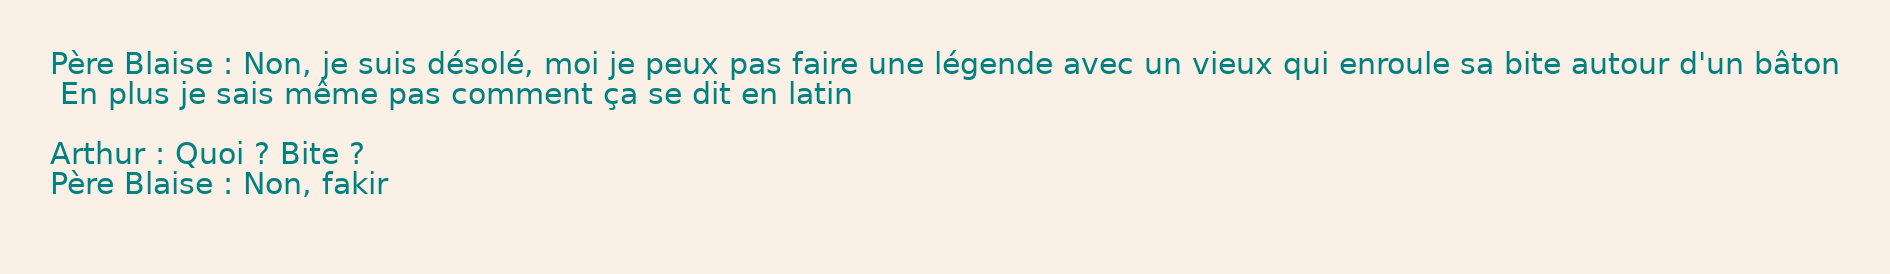 Père Blaise : Non, je suis désolé, moi je peux pas faire une légende avec un vieux qui enroule sa bite autour d'un bâton
En plus je sais même pas comment ça se dit en latin
Arthur : Quoi ? Bite ?
Père Blaise : Non, fakir